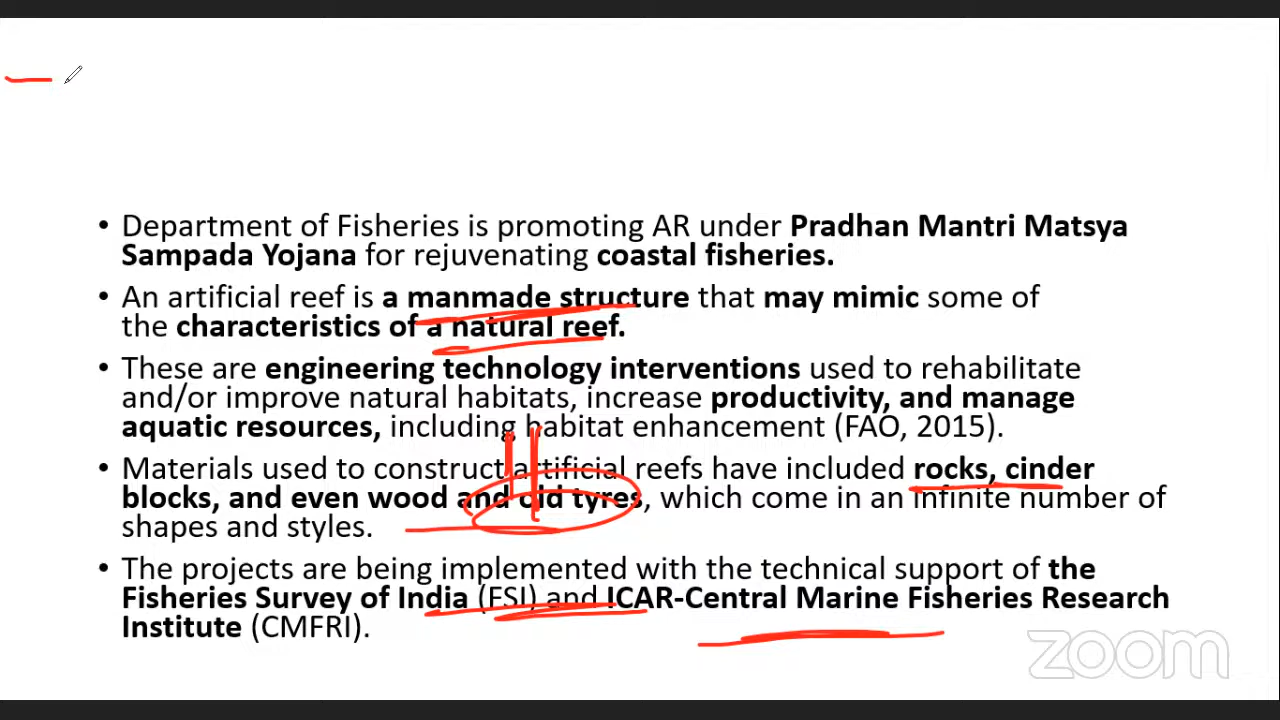 • Department of Fisheries is promoting AR under Pradhan Mantri Matsya
Sampada Yojana for rejuvenating coastal fisheries.
• An artificial reef is a manmade structure that may mimic some of
the characteristics of a natural reef.
• These are engineering technology interventions used to rehabilitate
and/or improve natural habitats, increase productivity, and manage
aquatic resources, including habitat enhancement (FAO, 2015).
• Materials used to construct artificial reefs have included rocks, cinder
blocks, and even wood and old tyres, which come in an infinite number of
shapes and styles.
• The projects are being implemented with the technical support of the
Fisheries Survey of India (FSI) and ICAR-Central Marine Fisheries Research
Institute (CMFRI).
zoom